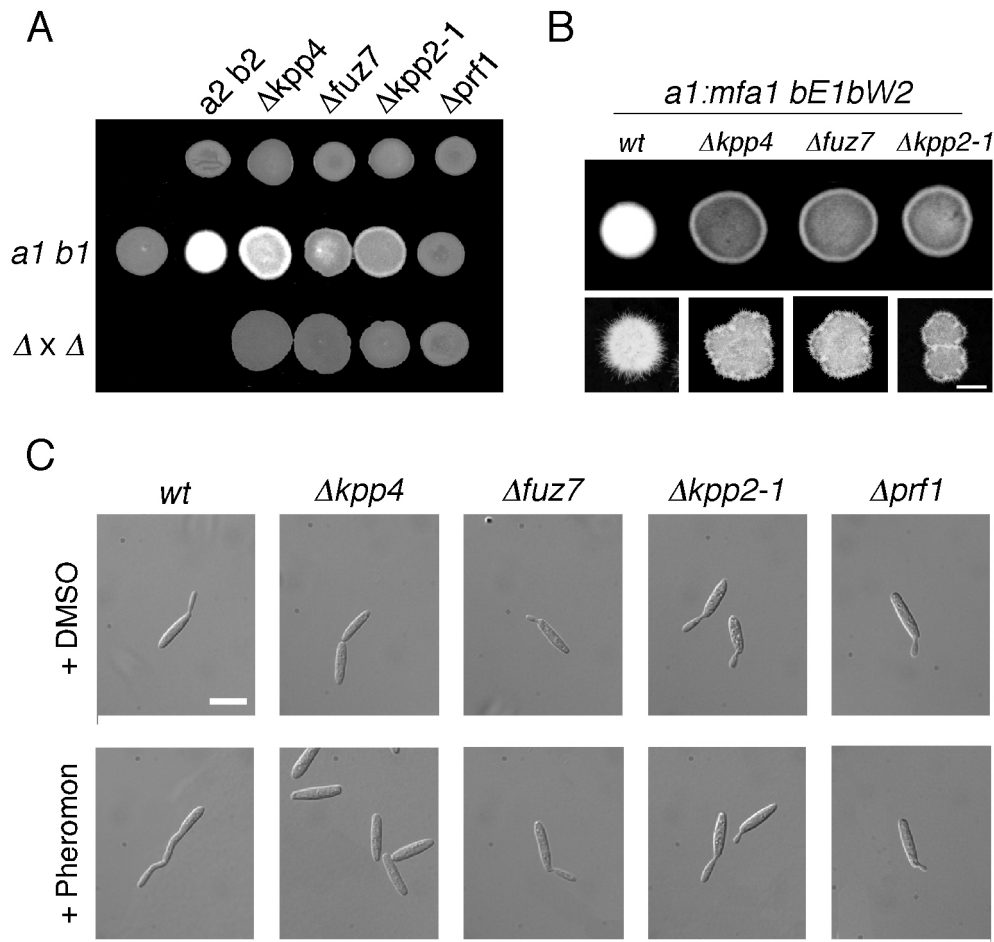 A
a2 b2
Δkpp4
Δfuz7
Δkpp2-1
Δprf1
a1 b1
Δ x Δ
B
a1:mfa1 bE1bW2
wt Δkpp4 Δfuz7 Δkpp2-1
C
wt Δkpp4 Δfuz7 Δkpp2-1 Δprf1
+ DMSO
+ Pheromon